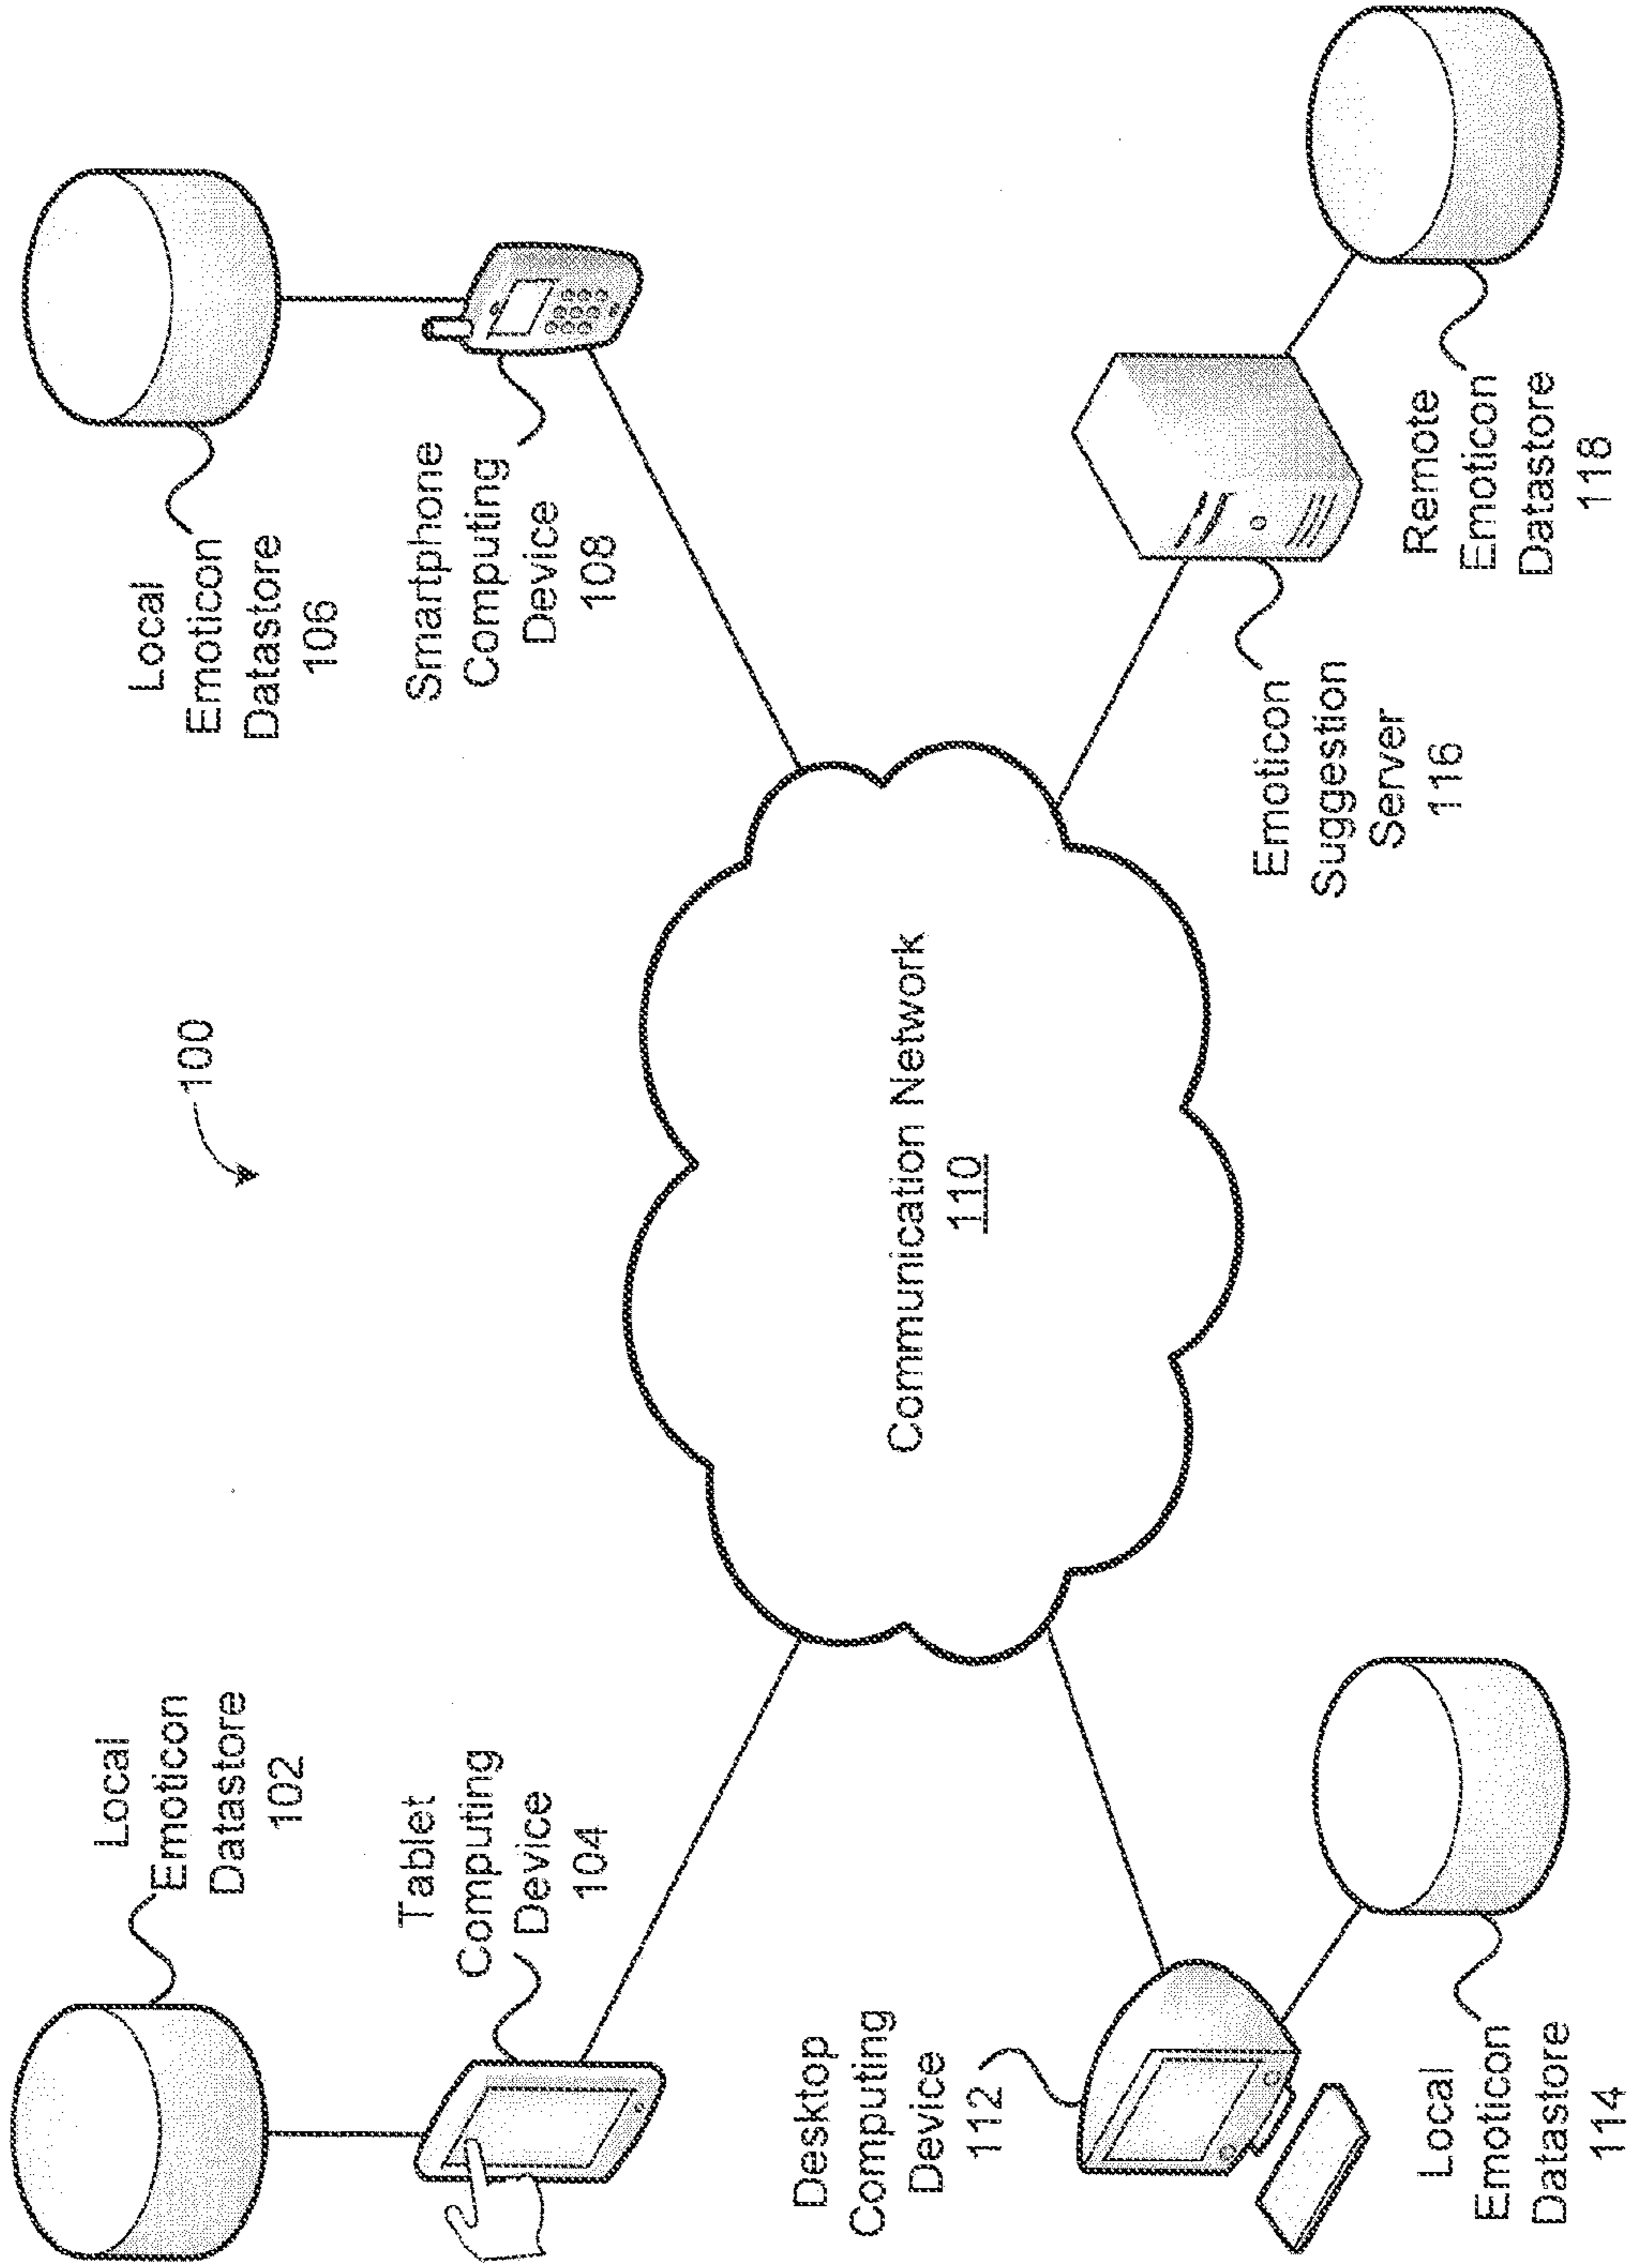 100
Local
Emoticon
Datastore
102
Tablet
Computing
Device
104
Local
Emoticon
Datastore
106
Smartphone
Computing
Device
108
Communication Network
110
Desktop
Computing
Device
112
Local
Emoticon
Datastore
114
Emoticon
Suggestion
Server
116
Remote
Emoticon
Datastore
118